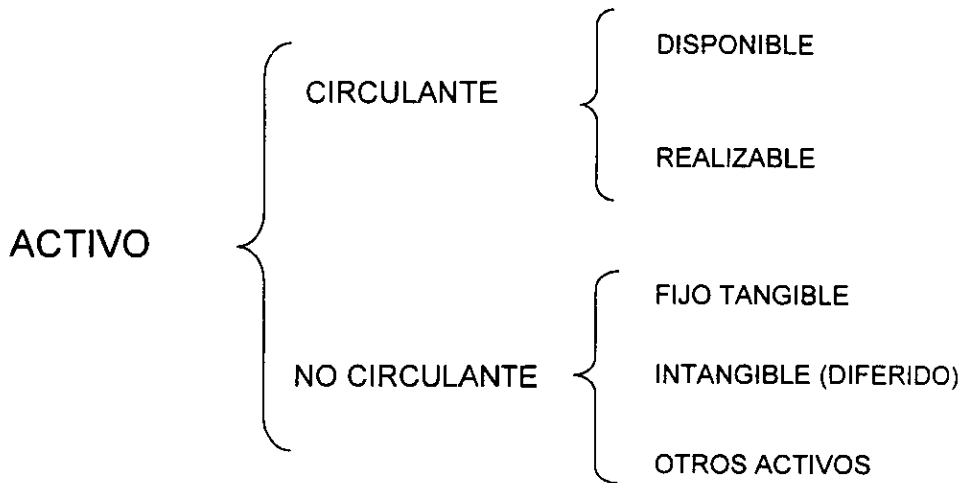 ACTIVO
CIRCULANTE
DISPONIBLE
REALIZABLE
NO CIRCULANTE
FIJO TANGIBLE
INTANGIBLE (DIFERIDO)
OTROS ACTIVOS